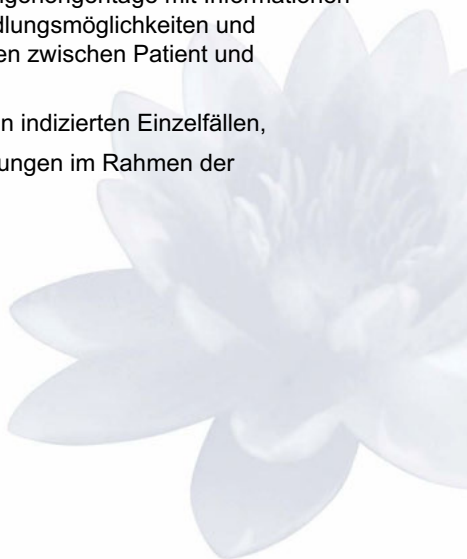 mit Informationen
dlungsmöglichkeiten und
en zwischen Patient und
n indizierten Einzelfällen,
ungen im Rahmen der